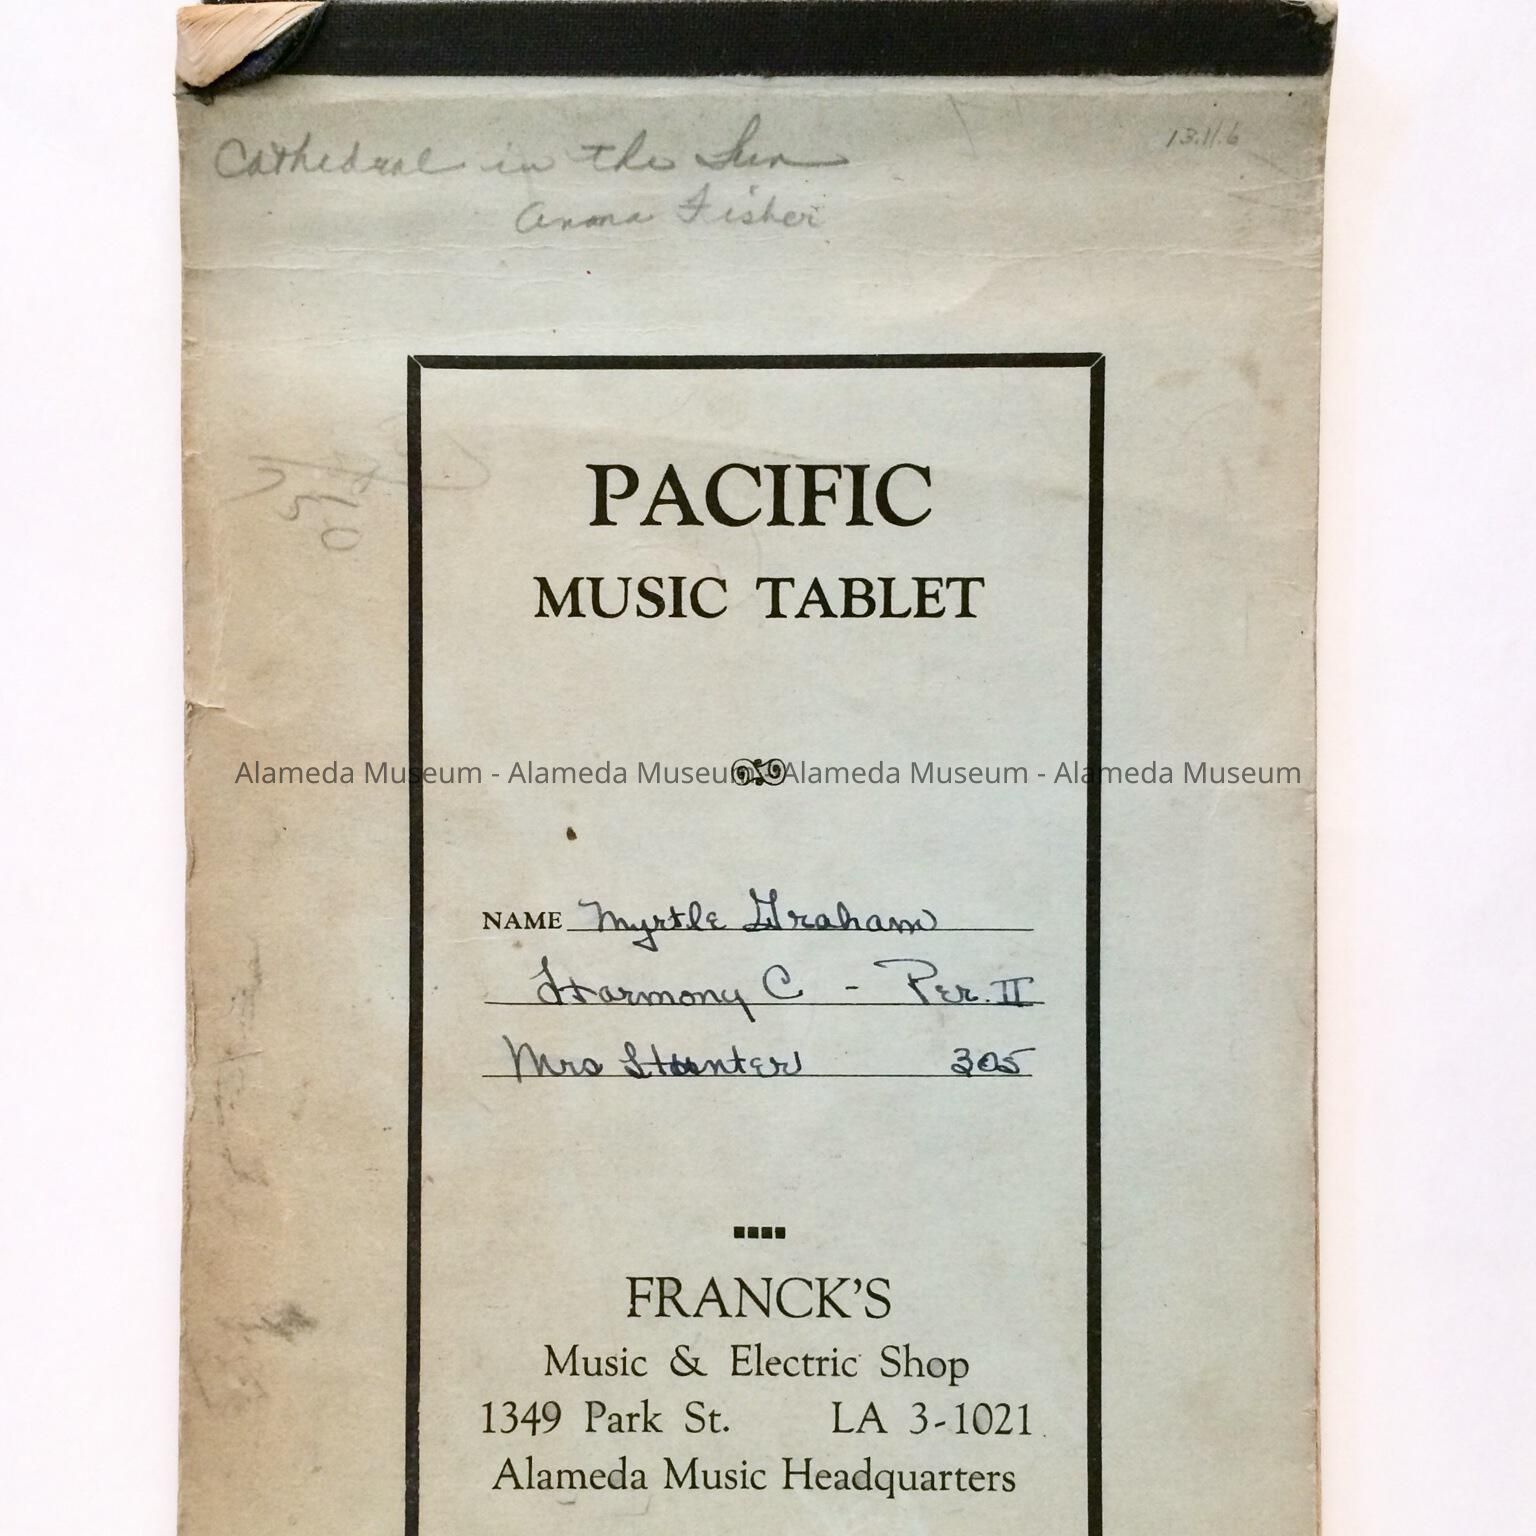 13.11.6
Cathedral in the Sun
Anona Fisher
PACIFIC
MUSIC TABLET
Alameda Museum - Alameda Museum - Alameda Museum - Alameda Museum
NAME Myrtle Graham
Harmony C - Per. II
Mrs Hunter 305
FRANCK'S
Music & Electric Shop
1349 Park St. LA 3-1021
Alameda Music Headquarters